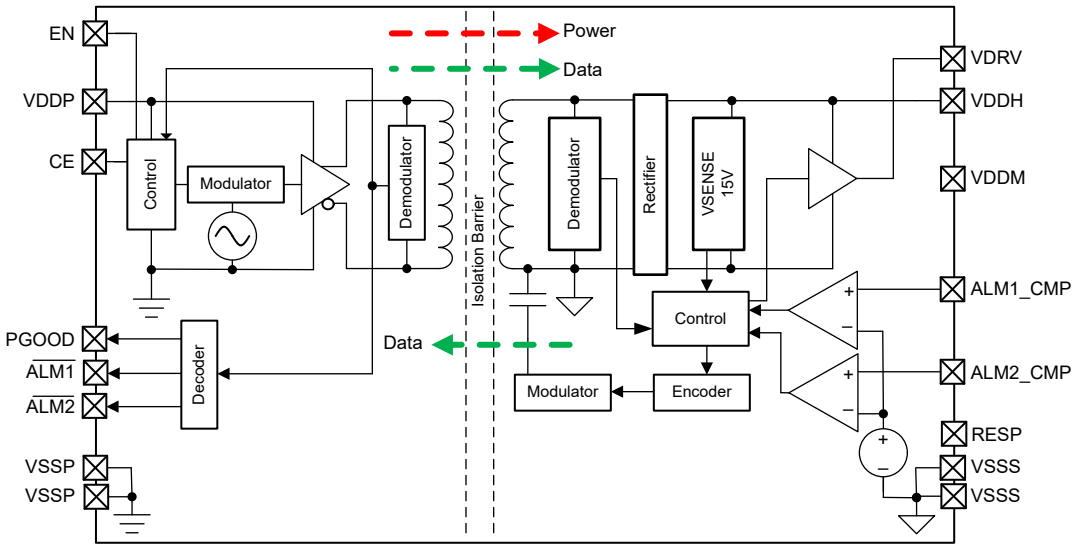 EN
VDDP
CE
Control
Modulator
Demodulator
PGOOD
ALM1
ALM2
Decoder
VSSP
VSSP
Power
Data
Isolation Barrier
Data
Demodulator
Rectifier
VSENSE
15V
Control
Modulator
Encoder
+
−
+
−
+
−
VDRV
VDDH
VDDM
ALM1_CMP
ALM2_CMP
RESP
VSSS
VSSS